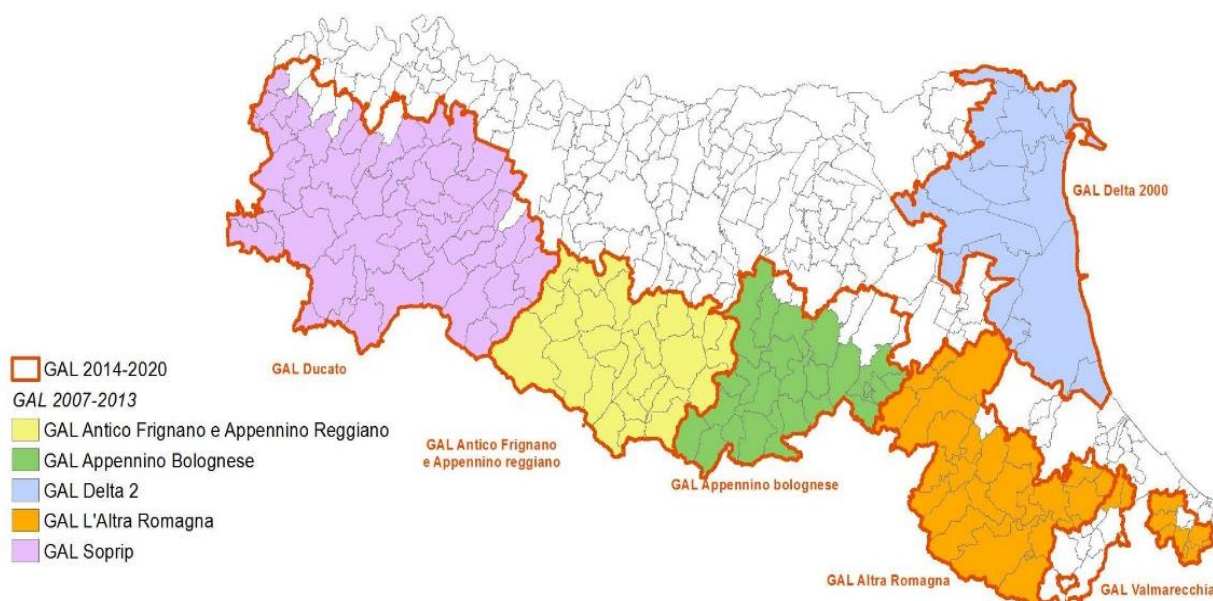 GAL Delta 2000
GAL Ducato
GAL Antico Frignano
e Appennino reggiano
GAL Appennino bolognese
GAL Altra Romagna
GAL Valmarecchia
GAL 2014-2020
GAL 2007-2013
GAL Antico Frignano e Appennino Reggiano
GAL Appennino Bolognese
GAL Delta 2
GAL L'Altra Romagna
GAL Soprip